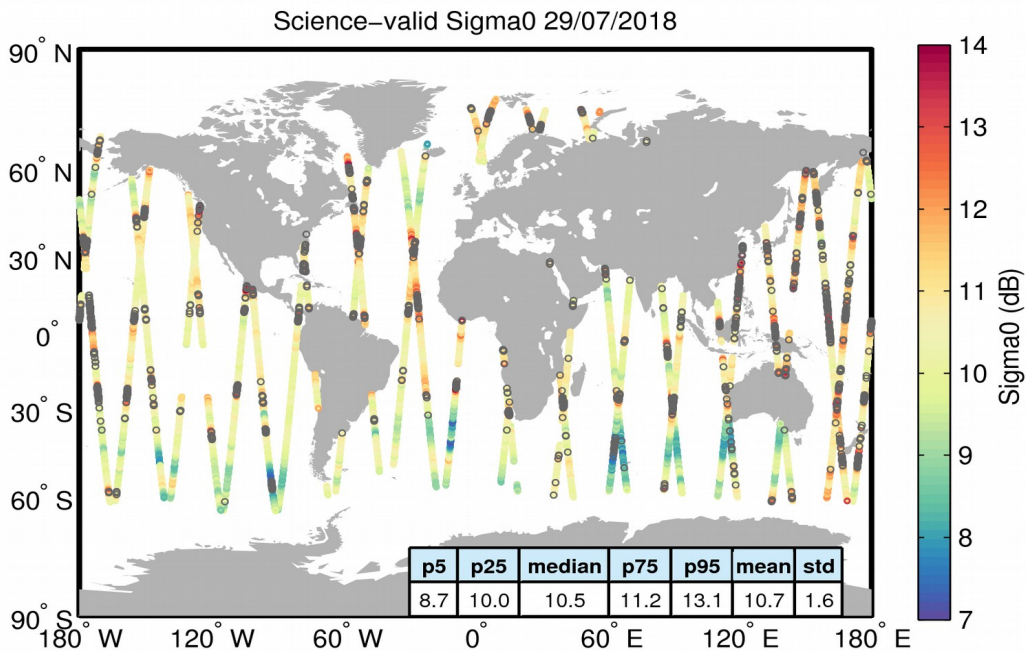 Science−valid Sigma0 29/07/2018
90° N
60° N
30° N
0°
30° S
60° S
90° S
180° W
120° W
60° W
0°
60° E
120° E
180° E
p5 p25 median p75 p95 mean std
8.7 10.0 10.5 11.2 13.1 10.7 1.6
14
13
12
11
10
9
8
7
Sigma0 (dB)